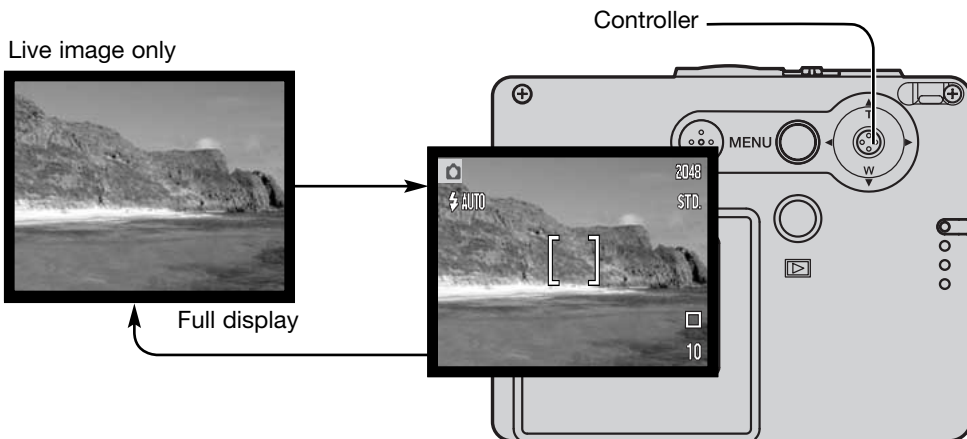 Controller
Live image only
MENU
T
W
2048
AUTO
STD.
Full display
10